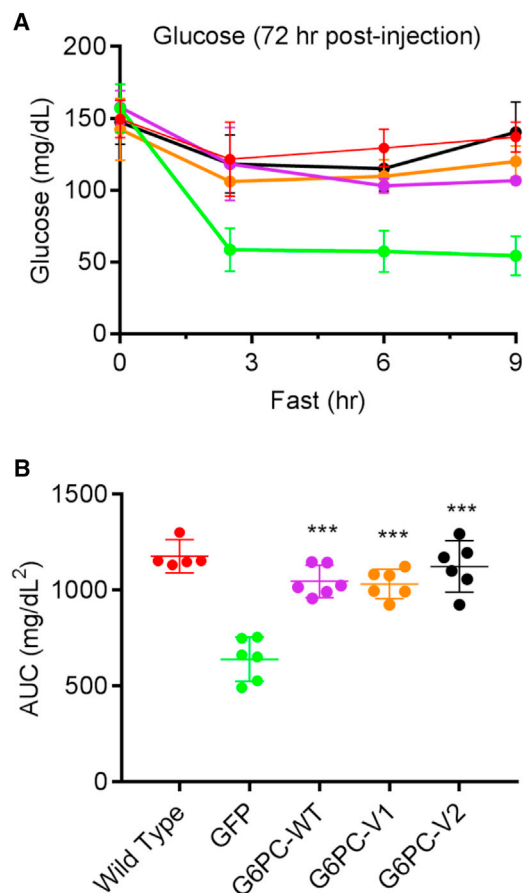 A
Glucose (72 hr post-injection)
200
150
100
50
0
Glucose (mg/dL)
0 3 6 9
Fast (hr)
B
1500
1000
500
0
AUC (mg/dL²)
*** *** ***
Wild Type
GFP
G6PC-WT
G6PC-V1
G6PC-V2